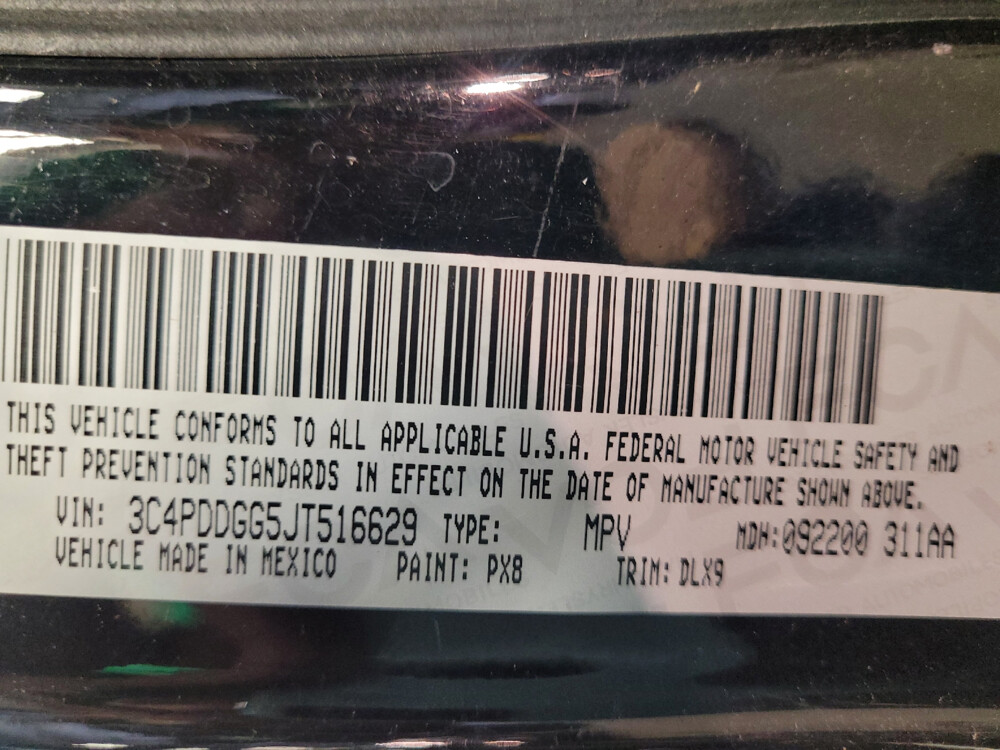 THIS VEHICLE CONFORMS TO ALL APPLICABLE U.S.A. FEDERAL MOTOR VEHICLE SAFETY AND
THEFT PREVENTION STANDARDS IN EFFECT ON THE DATE OF MANUFACTURE SHOWN ABOVE.
VIN: 3C4PDDGG5JT516629 TYPE: MPV MDH:092200 311AA
VEHICLE MADE IN MEXICO PAINT: PX8 TRIM: DLX9